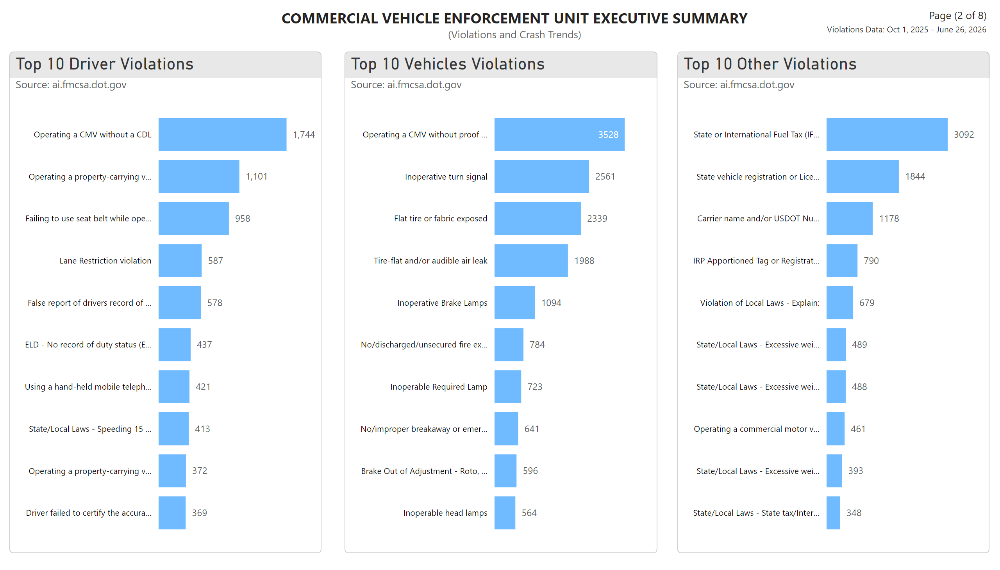 COMMERCIAL VEHICLE ENFORCEMENT UNIT EXECUTIVE SUMMARY
(Violations and Crash Trends)
Page (2 of 8)
Violations Data: Oct 1, 2025 - June 26, 2026
Top 10 Driver Violations
Source: ai.fmcsa.dot.gov
Operating a CMV without a CDL 1,744
Operating a property-carrying v... 1,101
Failing to use seat belt while ope... 958
Lane Restriction violation 587
False report of drivers record of ... 578
ELD - No record of duty status (E... 437
Using a hand-held mobile teleph... 421
State/Local Laws - Speeding 15 ... 413
Operating a property-carrying v... 372
Driver failed to certify the accura... 369
Top 10 Vehicles Violations
Source: ai.fmcsa.dot.gov
Operating a CMV without proof ... 3528
Inoperative turn signal 2561
Flat tire or fabric exposed 2339
Tire-flat and/or audible air leak 1988
Inoperative Brake Lamps 1094
No/discharged/unsecured fire ex... 784
Inoperable Required Lamp 723
No/improper breakaway or emer... 641
Brake Out of Adjustment - Roto, ... 596
Inoperable head lamps 564
Top 10 Other Violations
Source: ai.fmcsa.dot.gov
State or International Fuel Tax (IF... 3092
State vehicle registration or Lice... 1844
Carrier name and/or USDOT Nu... 1178
IRP Apportioned Tag or Registrat... 790
Violation of Local Laws - Explain: 679
State/Local Laws - Excessive wei... 489
State/Local Laws - Excessive wei... 488
Operating a commercial motor v... 461
State/Local Laws - Excessive wei... 393
State/Local Laws - State tax/Inter... 348